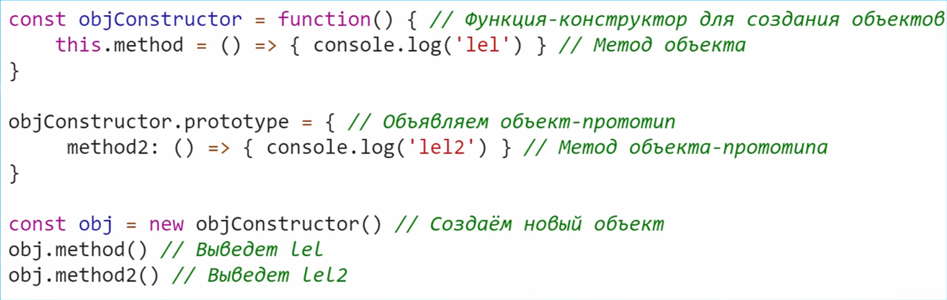 const objConstructor = function() { // Функция-конструктор для создания объектов
    this.method = () => { console.log('lel') } // Метод объекта
}
objConstructor.prototype = { // Объявляем объект-прототип
     method2: () => { console.log('lel2') } // Метод объекта-прототипа
}
const obj = new objConstructor() // Создаём новый объект
obj.method() // Выведет lel
obj.method2() // Выведет lel2